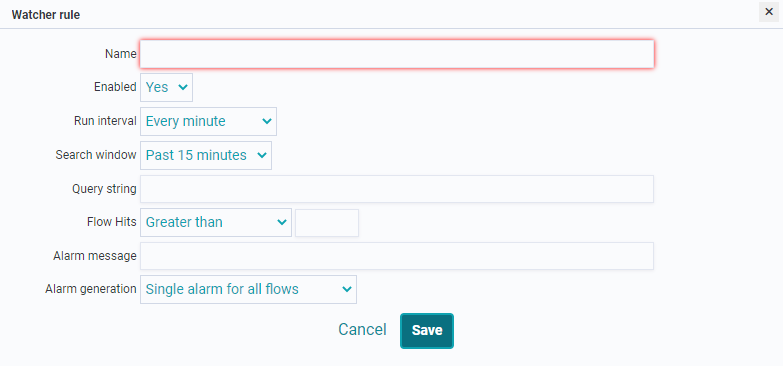 Watcher rule
Name
Enabled Yes
Run interval Every minute
Search window Past 15 minutes
Query string
Flow Hits Greater than
Alarm message
Alarm generation Single alarm for all flows
Cancel Save